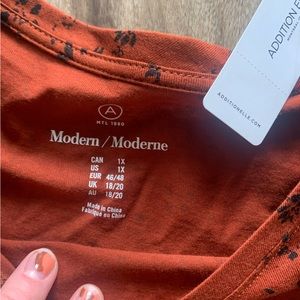 A
MTL 1980
Modern/Moderne
CAN 1X
US 1X
EUR 46/48
UK 18/20
AU 18/20
Made in China
Fabriqué en Chine
ADDITION E
ADDITIONELLE.COM